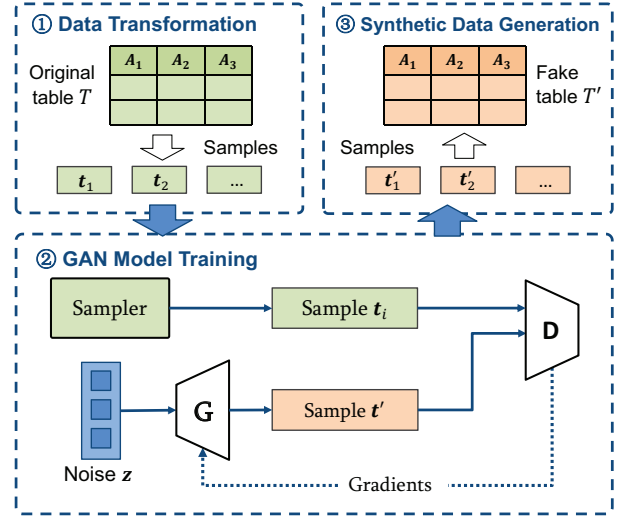 ① Data Transformation
Original
table T
A₁ A₂ A₃
Samples
t₁ t₂ ...
③ Synthetic Data Generation
A₁ A₂ A₃
Fake
table T′
Samples
t′₁ t′₂ ...
② GAN Model Training
Sampler
Sample tᵢ
D
Noise z
G
Sample t′
Gradients